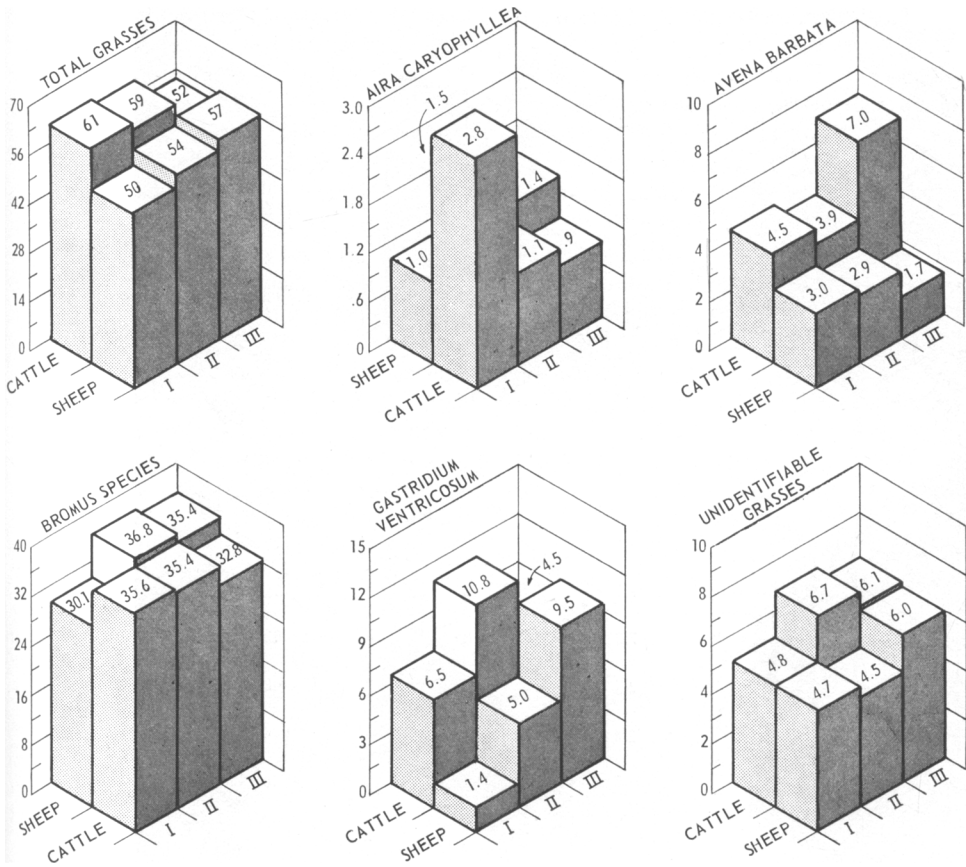 TOTAL GRASSES
70
56
42
28
14
0
61
59
52
50
54
57
CATTLE
SHEEP
I
II
III
AIRA CARYOPHYLLEA
3.0
2.4
1.8
1.2
.6
0
1.5
2.8
1.4
1.0
1.1
.9
SHEEP
CATTLE
I
II
III
AVENA BARBATA
10
8
6
4
2
0
7.0
4.5
3.9
3.0
2.9
1.7
CATTLE
SHEEP
I
II
III
BROMUS SPECIES
40
32
24
16
8
0
36.8
35.4
30.1
35.6
35.4
32.8
SHEEP
CATTLE
I
II
III
GASTRIDIUM
VENTRICOSUM
15
12
9
6
3
0
10.8
4.5
9.5
6.5
5.0
1.4
CATTLE
SHEEP
I
II
III
UNIDENTIFIABLE
GRASSES
10
8
6
4
2
0
6.7
6.1
6.0
4.8
4.7
4.5
CATTLE
SHEEP
I
II
III